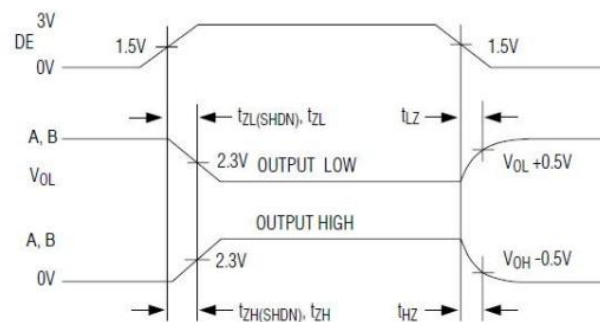 3V
DE
1.5V
1.5V
0V
tZL(SHDN), tZL
tLZ
A, B
2.3V
OUTPUT LOW
VOL +0.5V
VOL
OUTPUT HIGH
A, B
2.3V
VOH -0.5V
0V
tZH(SHDN), tZH
tHZ